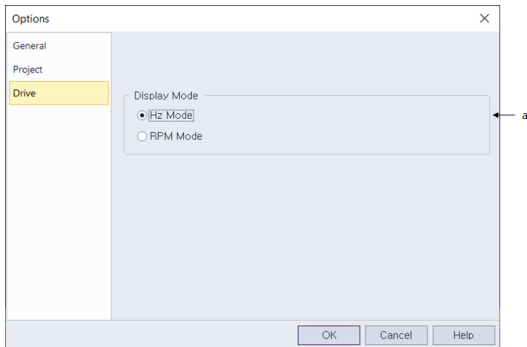 Options
General
Project
Drive
Display Mode
Hz Mode
RPM Mode
a
OK
Cancel
Help